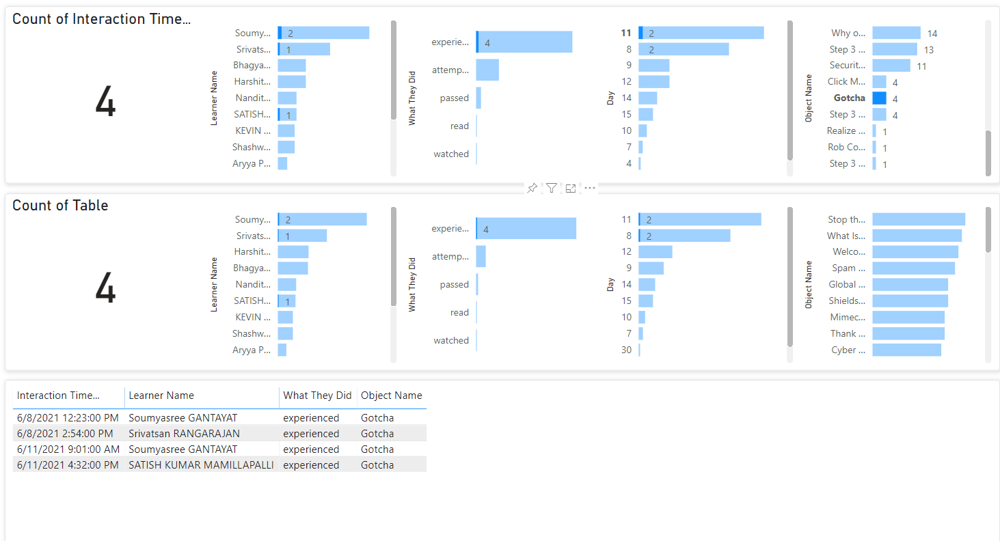 Count of Interaction Time...
4
Learner Name
Soumy... 2
Srivats... 1
Bhagya...
Harshit...
Nandit...
SATISH... 1
KEVIN ...
Shashw...
Aryya P...
What They Did
experie... 4
attemp...
passed
read
watched
Day
11 2
8 2
9
12
14
15
10
7
4
Object Name
Why o... 14
Step 3 ... 13
Securit... 11
Click M... 4
Gotcha 4
Step 3 ... 4
Realize ... 1
Rob Co... 1
Step 3 ... 1
Count of Table
4
Learner Name
Soumy... 2
Srivats... 1
Harshit...
Bhagya...
Nandit...
SATISH... 1
KEVIN ...
Shashw...
Aryya P...
What They Did
experie... 4
attemp...
passed
read
watched
Day
11 2
8 2
12
9
14
15
10
7
30
Object Name
Stop th...
What Is...
Welco...
Spam ...
Global ...
Shields...
Mimec...
Thank ...
Cyber ...
Interaction Time... Learner Name What They Did Object Name
6/8/2021 12:23:00 PM Soumyasree GANTAYAT experienced Gotcha
6/8/2021 2:54:00 PM Srivatsan RANGARAJAN experienced Gotcha
6/11/2021 9:01:00 AM Soumyasree GANTAYAT experienced Gotcha
6/11/2021 4:32:00 PM SATISH KUMAR MAMILLAPALLI experienced Gotcha